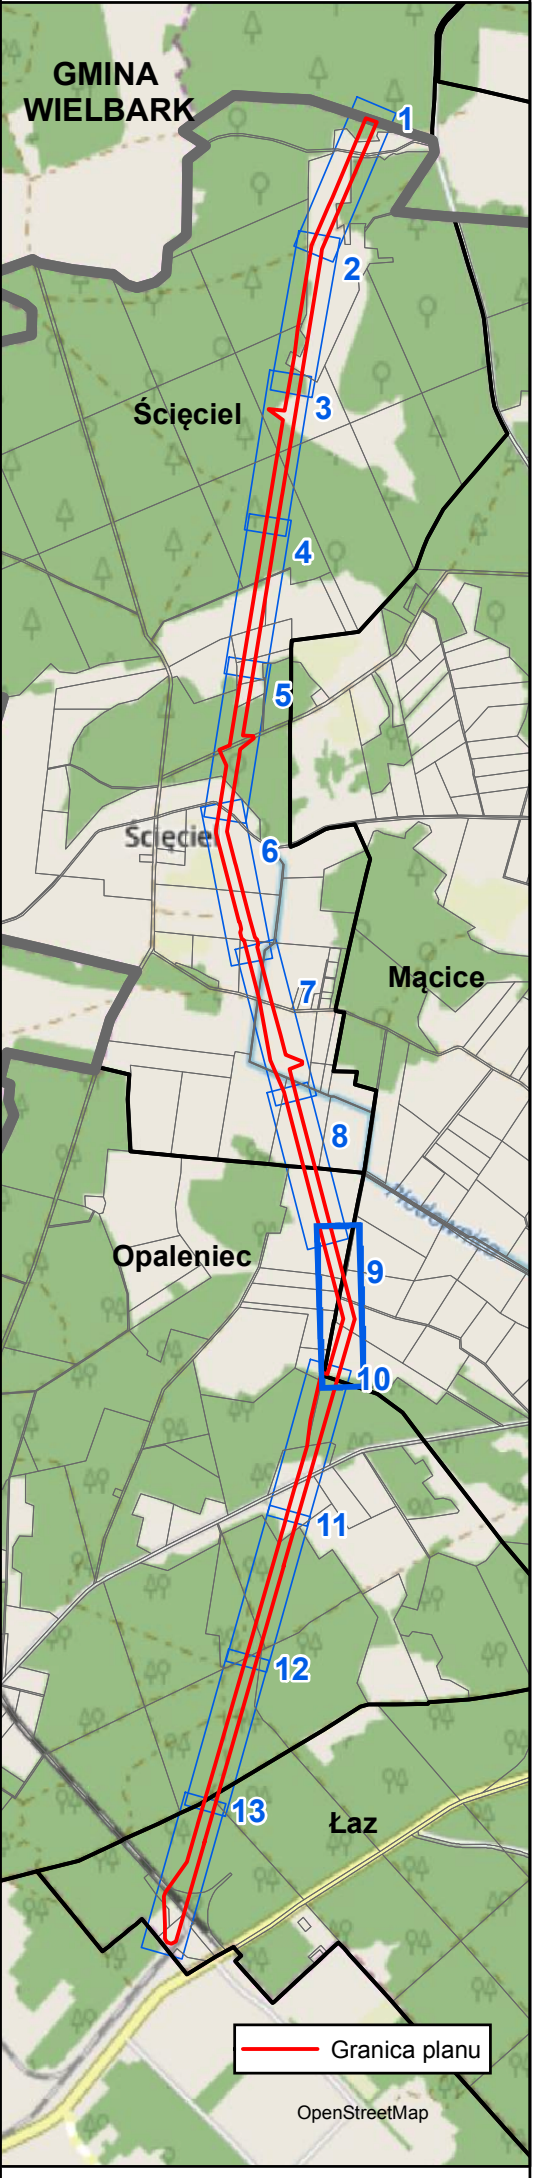 GMINA
WIELBARK
1
2
3
Ścięciel
4
5
Ścięciel
6
Mącice
7
8
Opaleniec
9
10
11
12
13
Łaz
Granica planu
OpenStreetMap